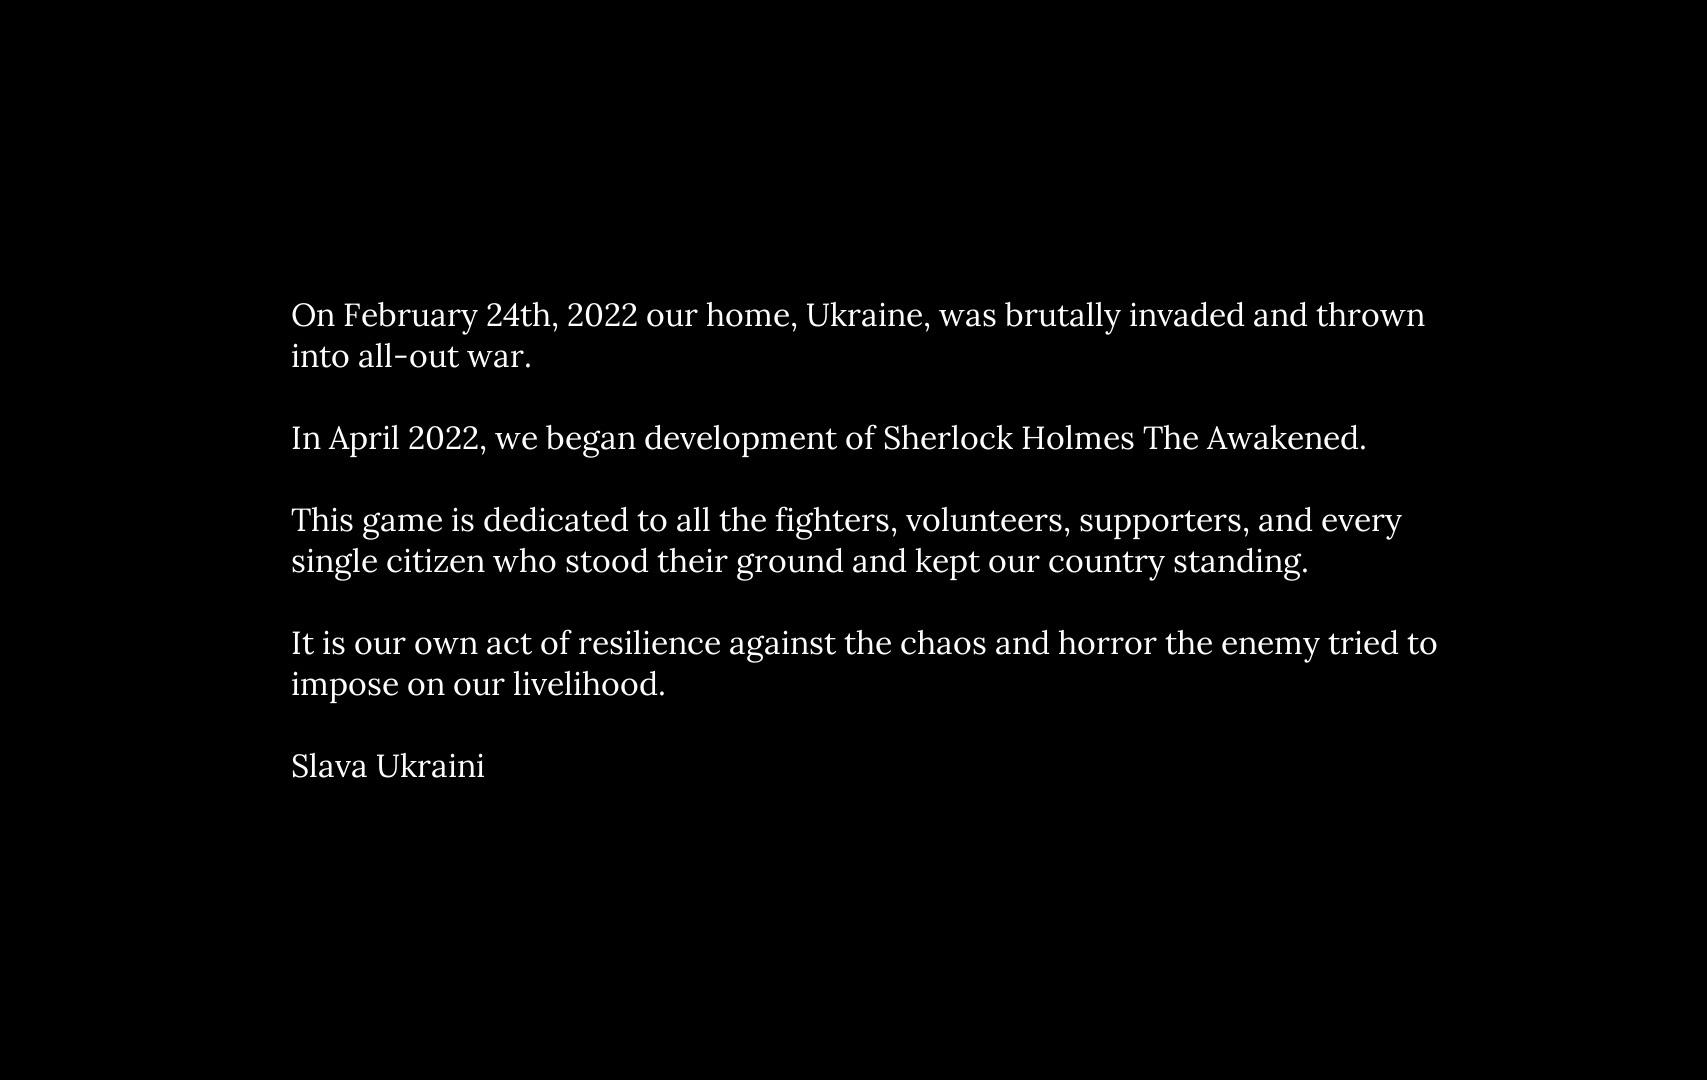 On February 24th, 2022 our home, Ukraine, was brutally invaded and thrown
into all-out war.
In April 2022, we began development of Sherlock Holmes The Awakened.
This game is dedicated to all the fighters, volunteers, supporters, and every
single citizen who stood their ground and kept our country standing.
It is our own act of resilience against the chaos and horror the enemy tried to
impose on our livelihood.
Slava Ukraini